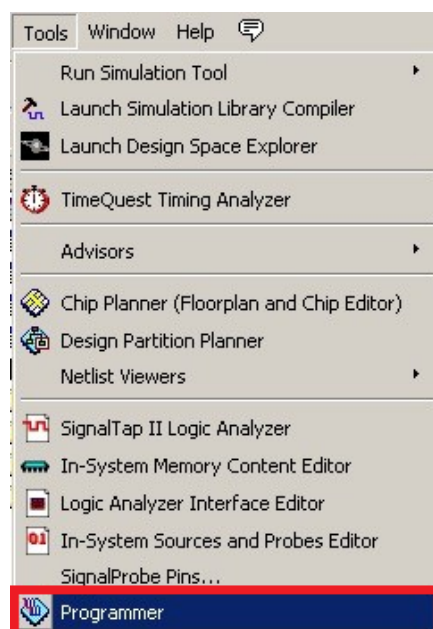 Tools Window Help
Run Simulation Tool
Launch Simulation Library Compiler
Launch Design Space Explorer
TimeQuest Timing Analyzer
Advisors
Chip Planner (Floorplan and Chip Editor)
Design Partition Planner
Netlist Viewers
SignalTap II Logic Analyzer
In-System Memory Content Editor
Logic Analyzer Interface Editor
In-System Sources and Probes Editor
SignalProbe Pins...
Programmer